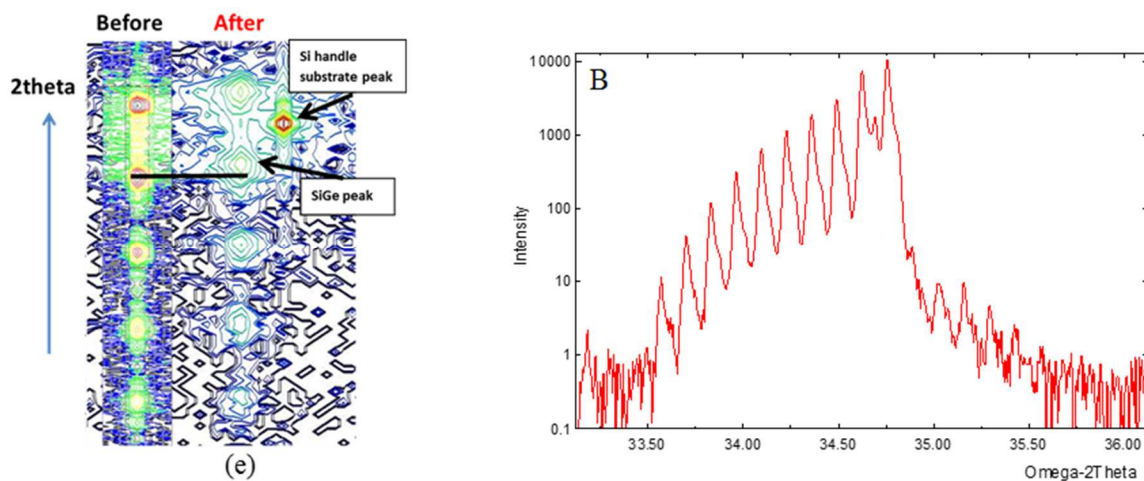 Before After
2theta
Si handle
substrate peak
SiGe peak
(e)
B
Intensity
10000
1000
100
10
1
0.1
33.50 34.00 34.50 35.00 35.50 36.00
Omega-2Theta